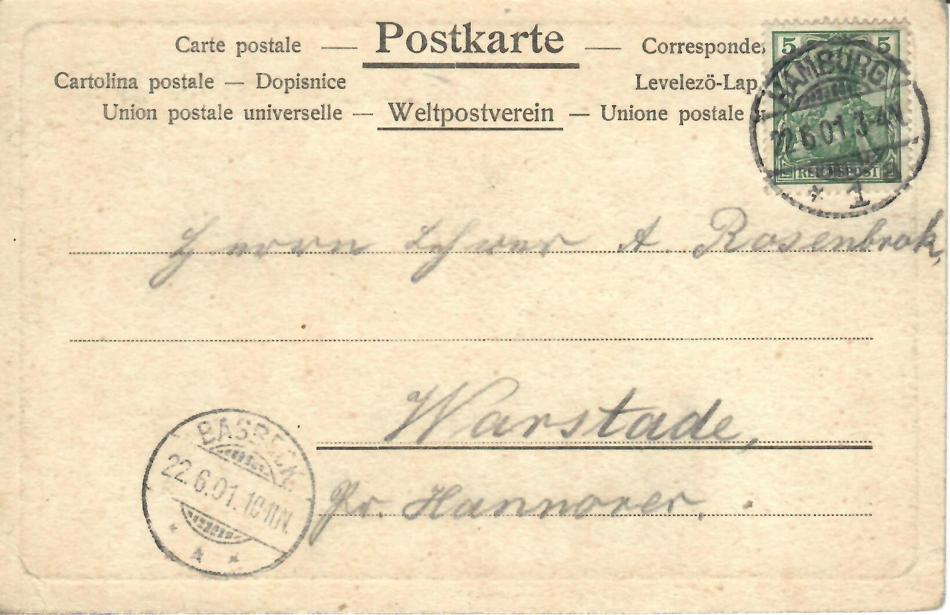 Carte postale — Postkarte — Corresponde
Cartolina postale — Dopisnice Levelezö-Lap
Union postale universelle — Weltpostverein — Unione postale
5 5
REICHSPOST
HAMBURG
22.6.01.3-4N.
* 1
Herrn Lehrer A. Rosenbrok,
Warstade,
Pr. Hannover.
BASBECK
22.6.01.10-11N.
* *